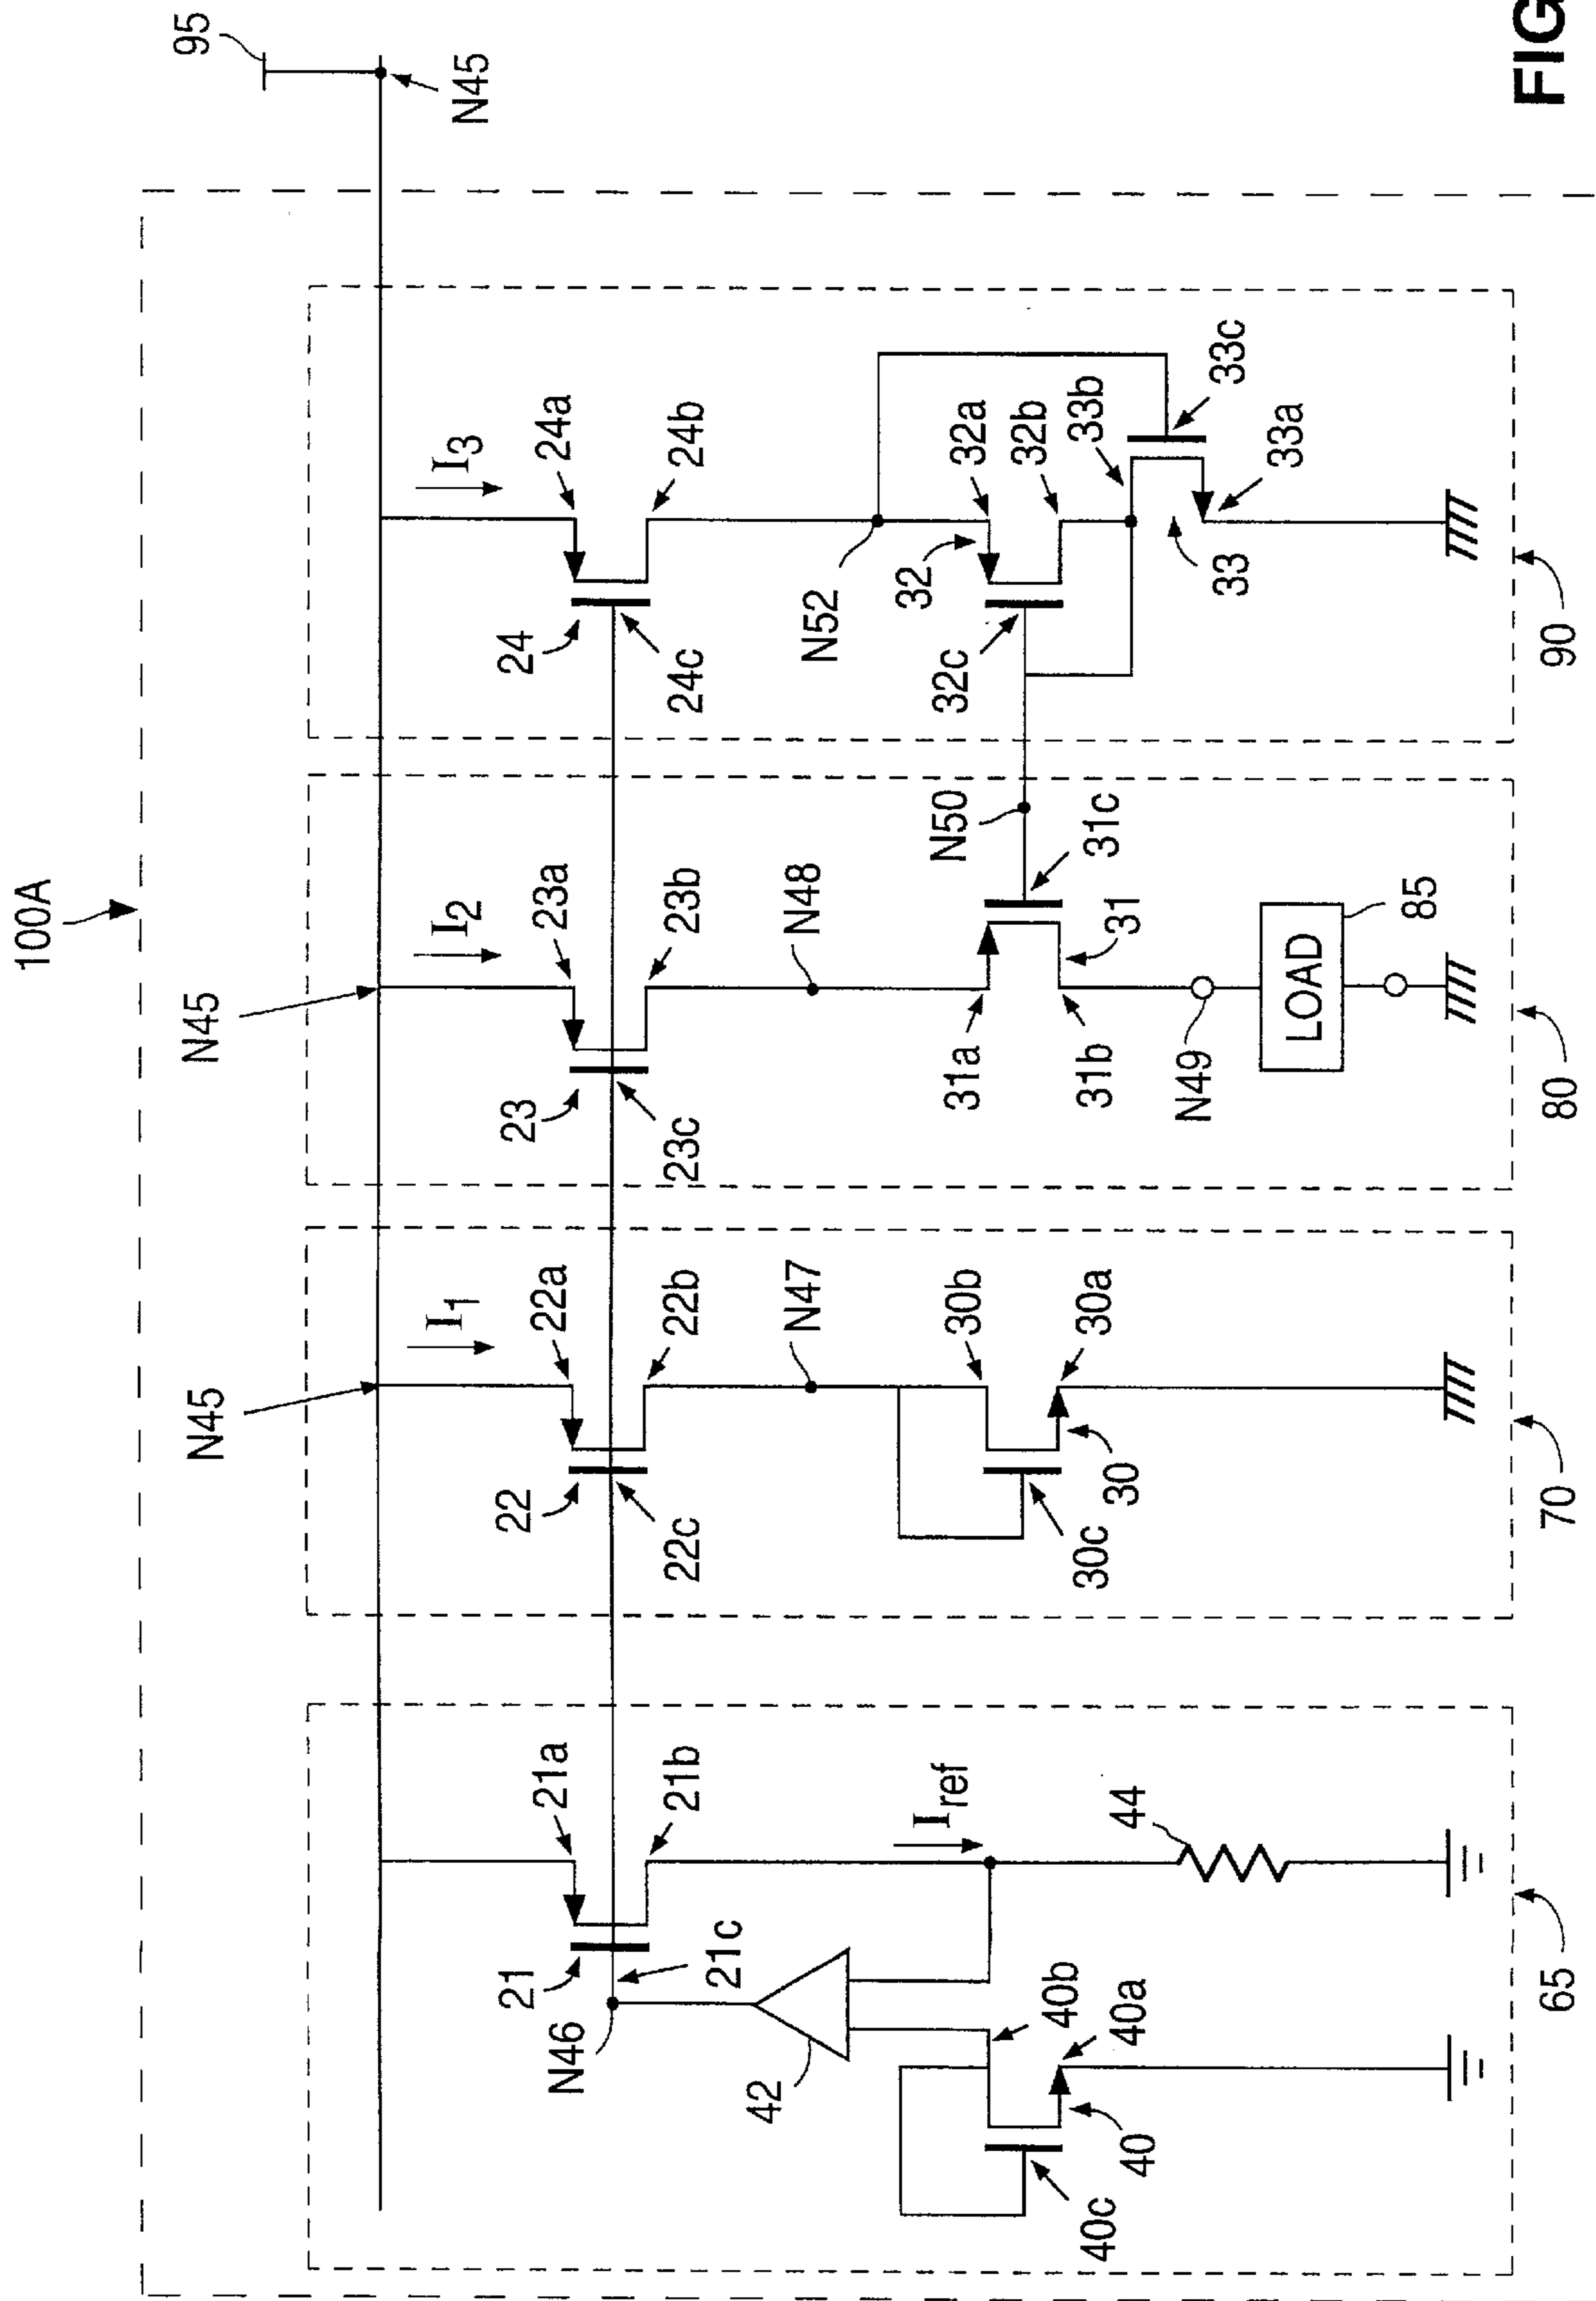 100A
95
N45
N45
N45
I3
24a
24b
24
24c
N52
32
32a
32b
32c
33b
33c
33a
33
90
I2
23a
23b
23
23c
N48
N50
31c
31a
31
31b
N49
LOAD
85
80
I1
22a
22b
22
22c
N47
30b
30a
30
30c
70
21a
21b
21
21c
N46
Iref
42
44
40b
40a
40
40c
65
FIG